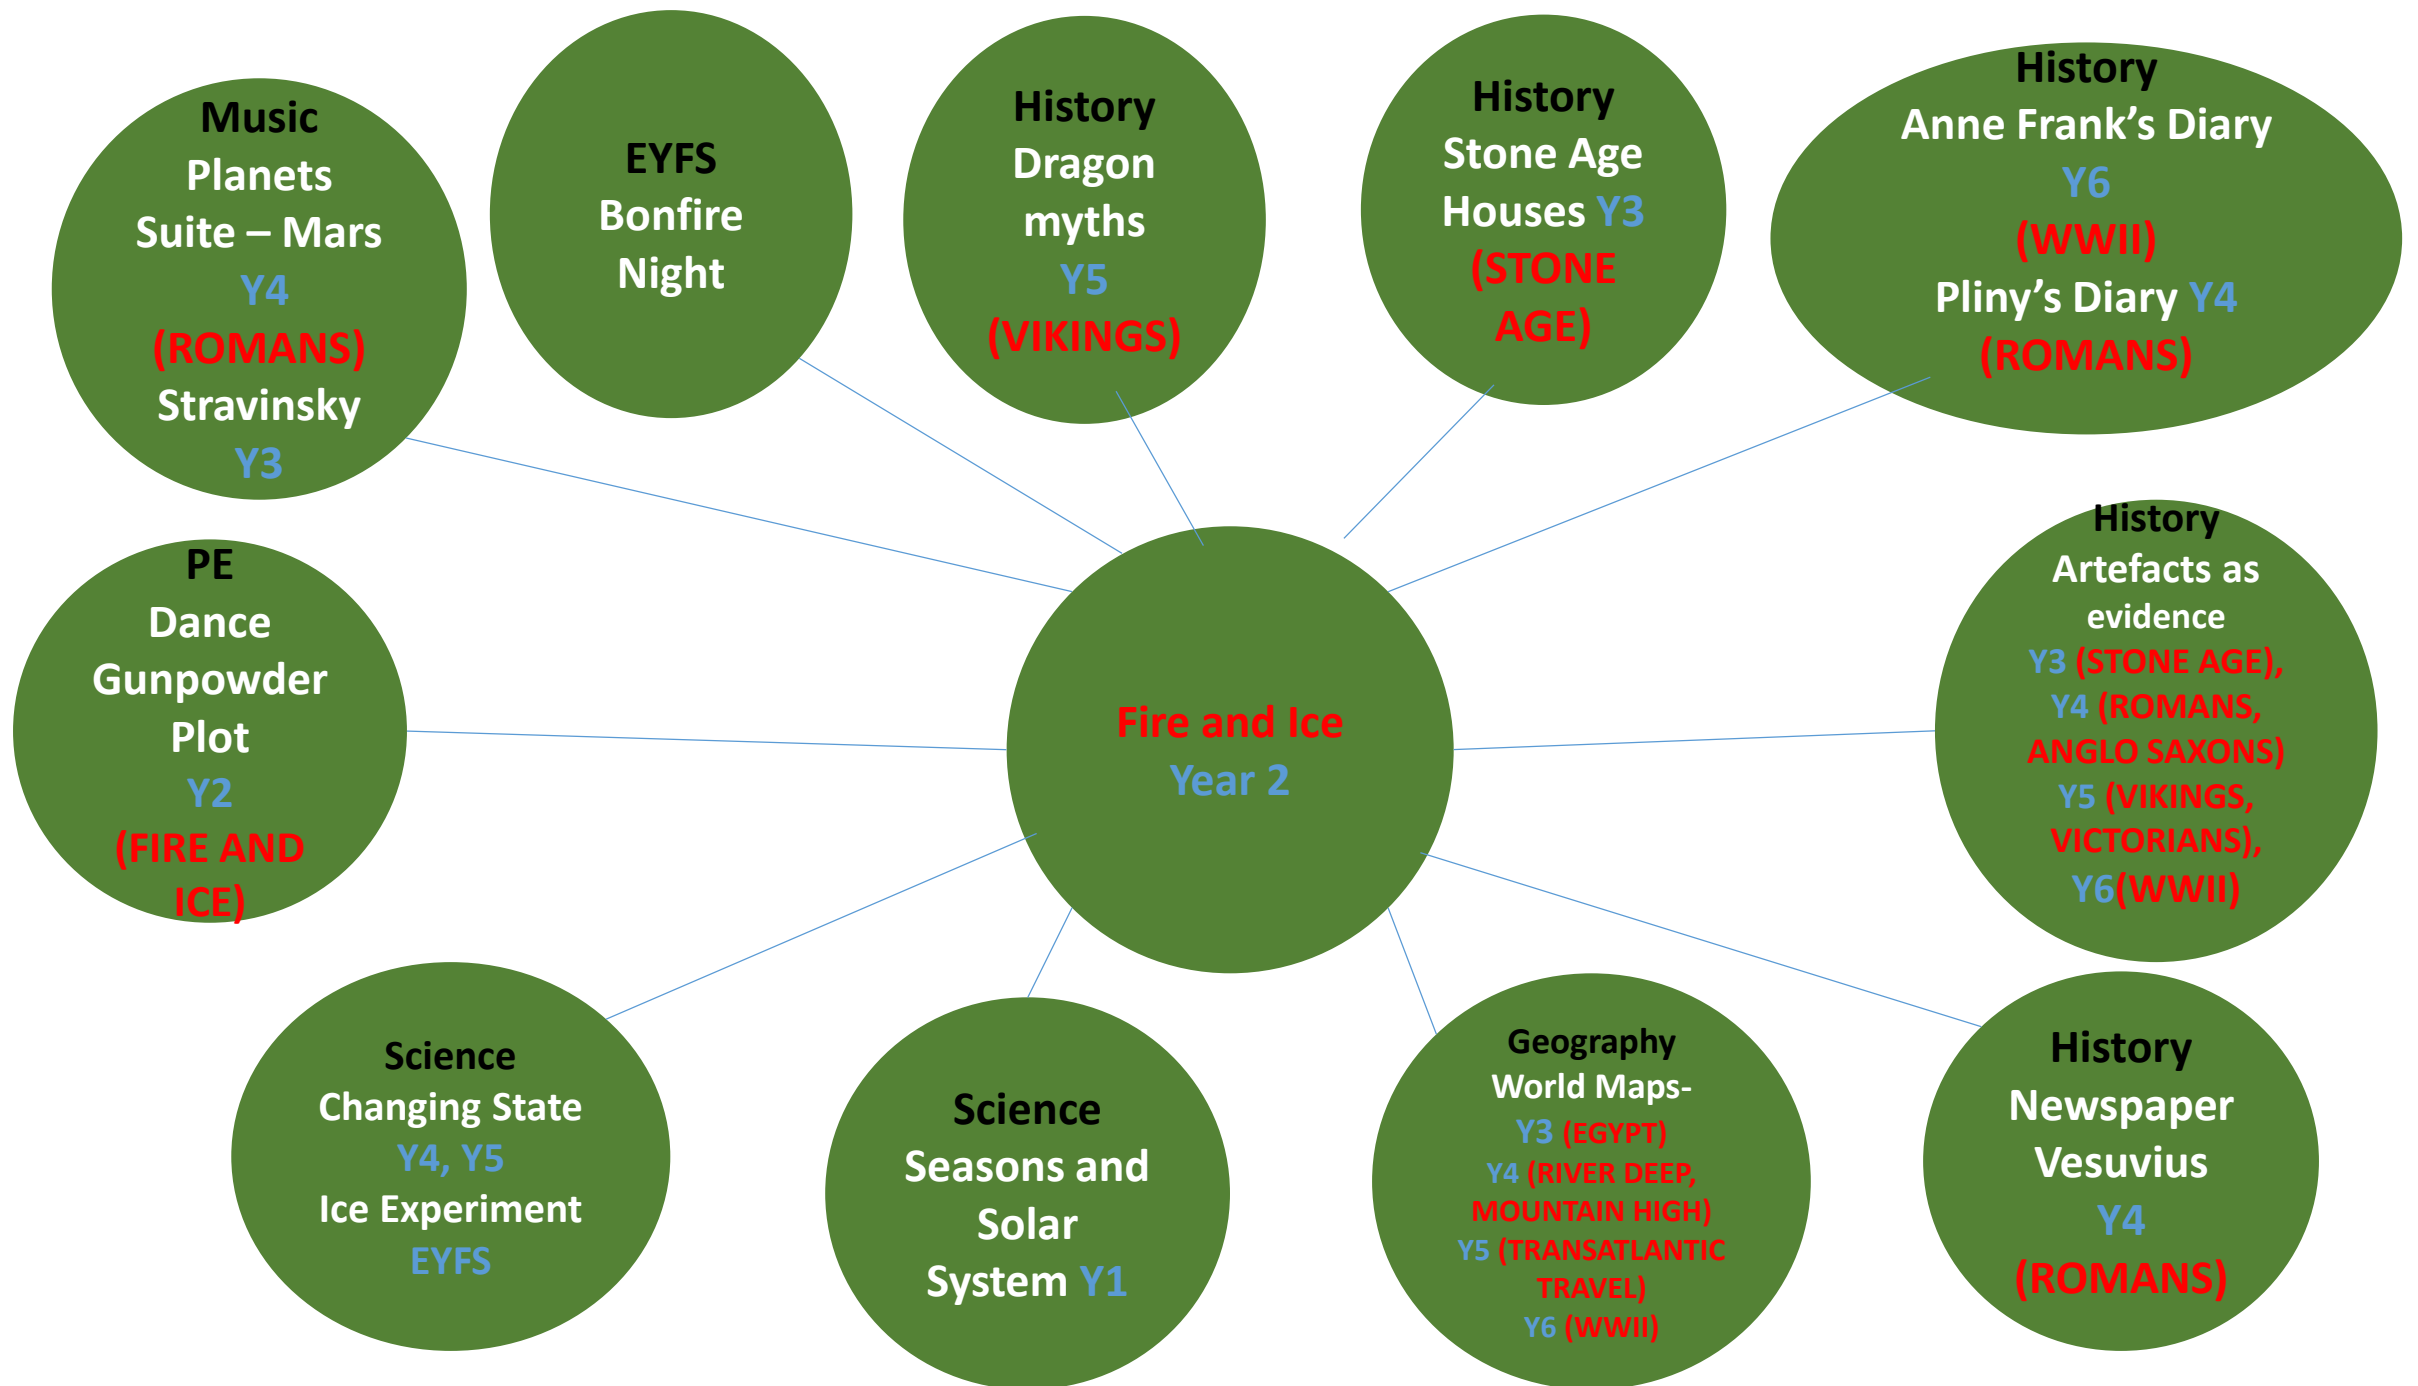 Music
Planets
Suite – Mars
Y4
(ROMANS)
Stravinsky
Y3
EYFS
Bonfire
Night
History
Dragon
myths
Y5
(VIKINGS)
History
Stone Age
Houses Y3
(STONE
AGE)
History
Anne Frank’s Diary
Y6
(WWII)
Pliny’s Diary Y4
(ROMANS)
PE
Dance
Gunpowder
Plot
Y2
(FIRE AND
ICE)
Fire and Ice
Year 2
History
Artefacts as
evidence
Y3 (STONE AGE),
Y4 (ROMANS,
ANGLO SAXONS)
Y5 (VIKINGS,
VICTORIANS),
Y6(WWII)
Science
Changing State
Y4, Y5
Ice Experiment
EYFS
Science
Seasons and
Solar
System Y1
Geography
World Maps-
Y3 (EGYPT)
Y4 (RIVER DEEP,
MOUNTAIN HIGH)
Y5 (TRANSATLANTIC
TRAVEL)
Y6 (WWII)
History
Newspaper
Vesuvius
Y4
(ROMANS)